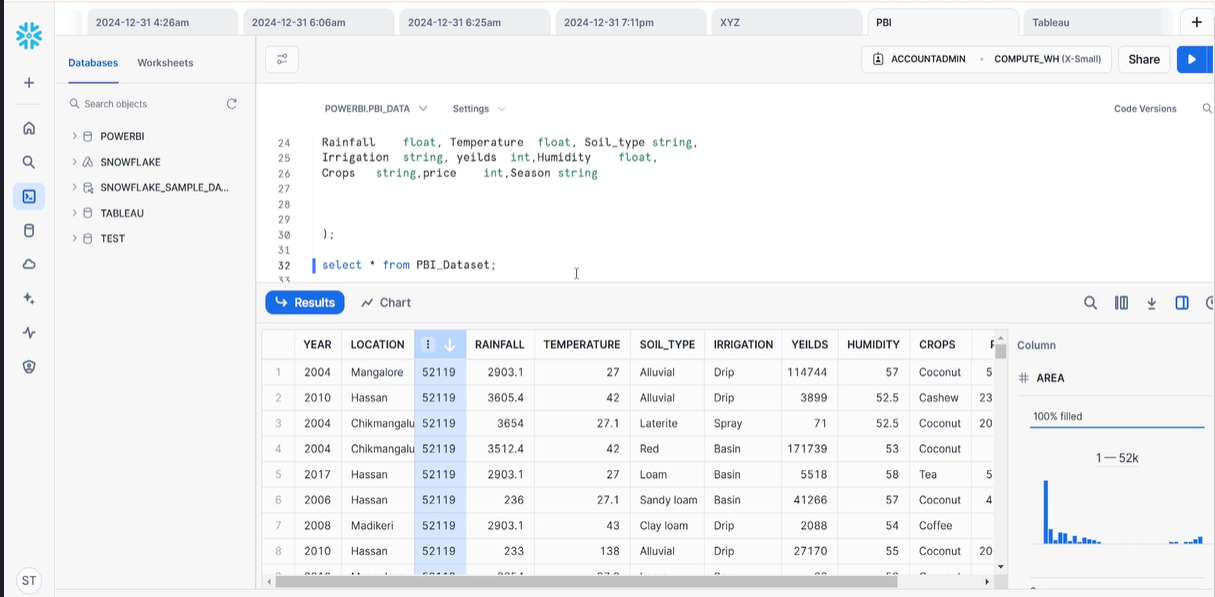 2024-12-31 4:26am 2024-12-31 6:06am 2024-12-31 6:25am 2024-12-31 7:11pm XYZ PBI Tableau
Databases Worksheets
ACCOUNTADMIN COMPUTE_WH (X-Small) Share
Search objects
POWERBI.PBI_DATA Settings Code Versions
POWERBI
SNOWFLAKE
SNOWFLAKE_SAMPLE_DA...
TABLEAU
TEST
24 Rainfall float, Temperature float, Soil_type string,
25 Irrigation string, yeilds int,Humidity float,
26 Crops string,price int,Season string
27
28
29
30 );
31
32 select * from PBI_Dataset;
33
Results Chart
YEAR LOCATION RAINFALL TEMPERATURE SOIL_TYPE IRRIGATION YEILDS HUMIDITY CROPS
1 2004 Mangalore 52119 2903.1 27 Alluvial Drip 114744 57 Coconut 5
2 2010 Hassan 52119 3605.4 42 Alluvial Drip 3899 52.5 Cashew 23
3 2004 Chikmangalu 52119 3654 27.1 Laterite Spray 71 52.5 Coconut 20
4 2004 Chikmangalu 52119 3512.4 42 Red Basin 171739 53 Coconut
5 2017 Hassan 52119 2903.1 27 Loam Basin 5518 58 Tea 5
6 2006 Hassan 52119 236 27.1 Sandy loam Basin 41266 57 Coconut 4
7 2008 Madikeri 52119 2903.1 43 Clay loam Drip 2088 54 Coffee
8 2010 Hassan 52119 233 138 Alluvial Drip 27170 55 Coconut 20
Column
AREA
100% filled
1 — 52k
ST